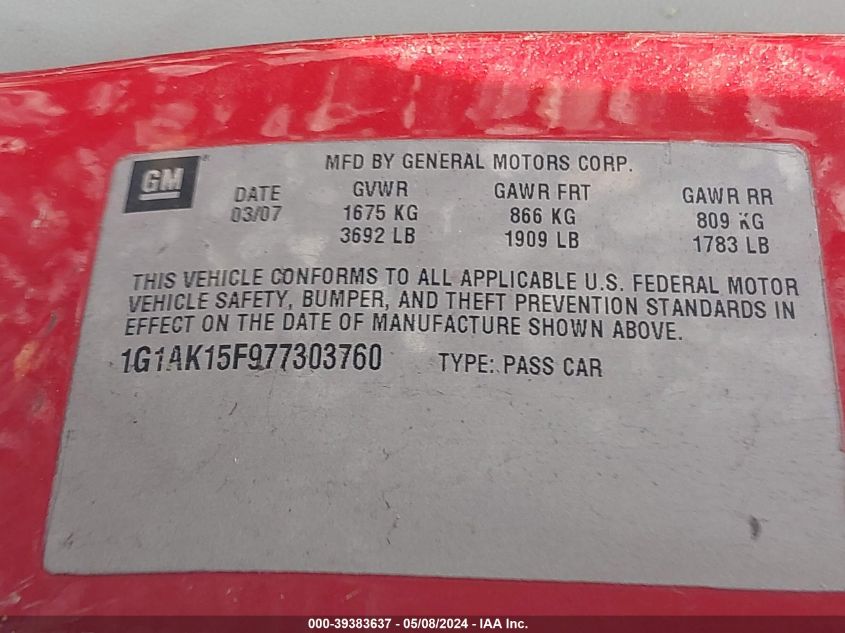 GM
MFD BY GENERAL MOTORS CORP.
DATE GVWR GAWR FRT GAWR RR
03/07 1675 KG 866 KG 809 KG
3692 LB 1909 LB 1783 LB
THIS VEHICLE CONFORMS TO ALL APPLICABLE U.S. FEDERAL MOTOR
VEHICLE SAFETY, BUMPER, AND THEFT PREVENTION STANDARDS IN
EFFECT ON THE DATE OF MANUFACTURE SHOWN ABOVE.
1G1AK15F977303760 TYPE: PASS CAR
000-39383637 - 05/08/2024 - IAA Inc.